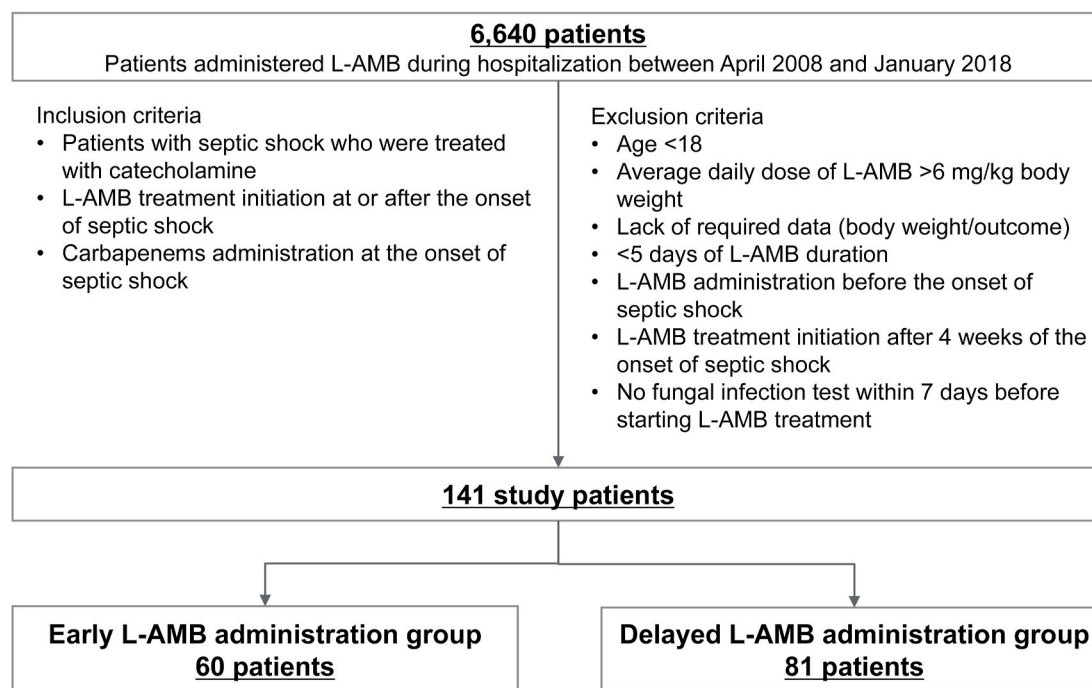 6,640 patients
Patients administered L-AMB during hospitalization between April 2008 and January 2018
Inclusion criteria
• Patients with septic shock who were treated
with catecholamine
• L-AMB treatment initiation at or after the onset
of septic shock
• Carbapenems administration at the onset of
septic shock
Exclusion criteria
• Age <18
• Average daily dose of L-AMB >6 mg/kg body
weight
• Lack of required data (body weight/outcome)
• <5 days of L-AMB duration
• L-AMB administration before the onset of
septic shock
• L-AMB treatment initiation after 4 weeks of the
onset of septic shock
• No fungal infection test within 7 days before
starting L-AMB treatment
141 study patients
Early L-AMB administration group
60 patients
Delayed L-AMB administration group
81 patients